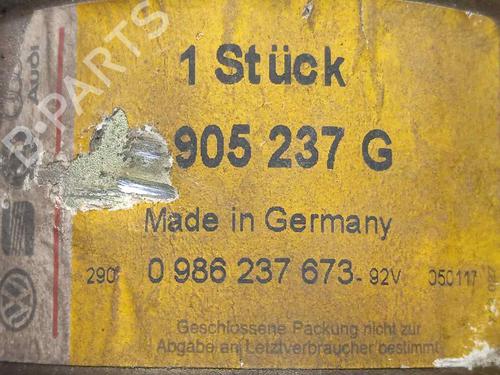 B-PARTS
Audi
1 Stück
905 237 G
Made in Germany
290 0 986 237 673-92V 050117
Geschlossene Packung nicht zur
Abgabe an Letztverbraucher bestimmt